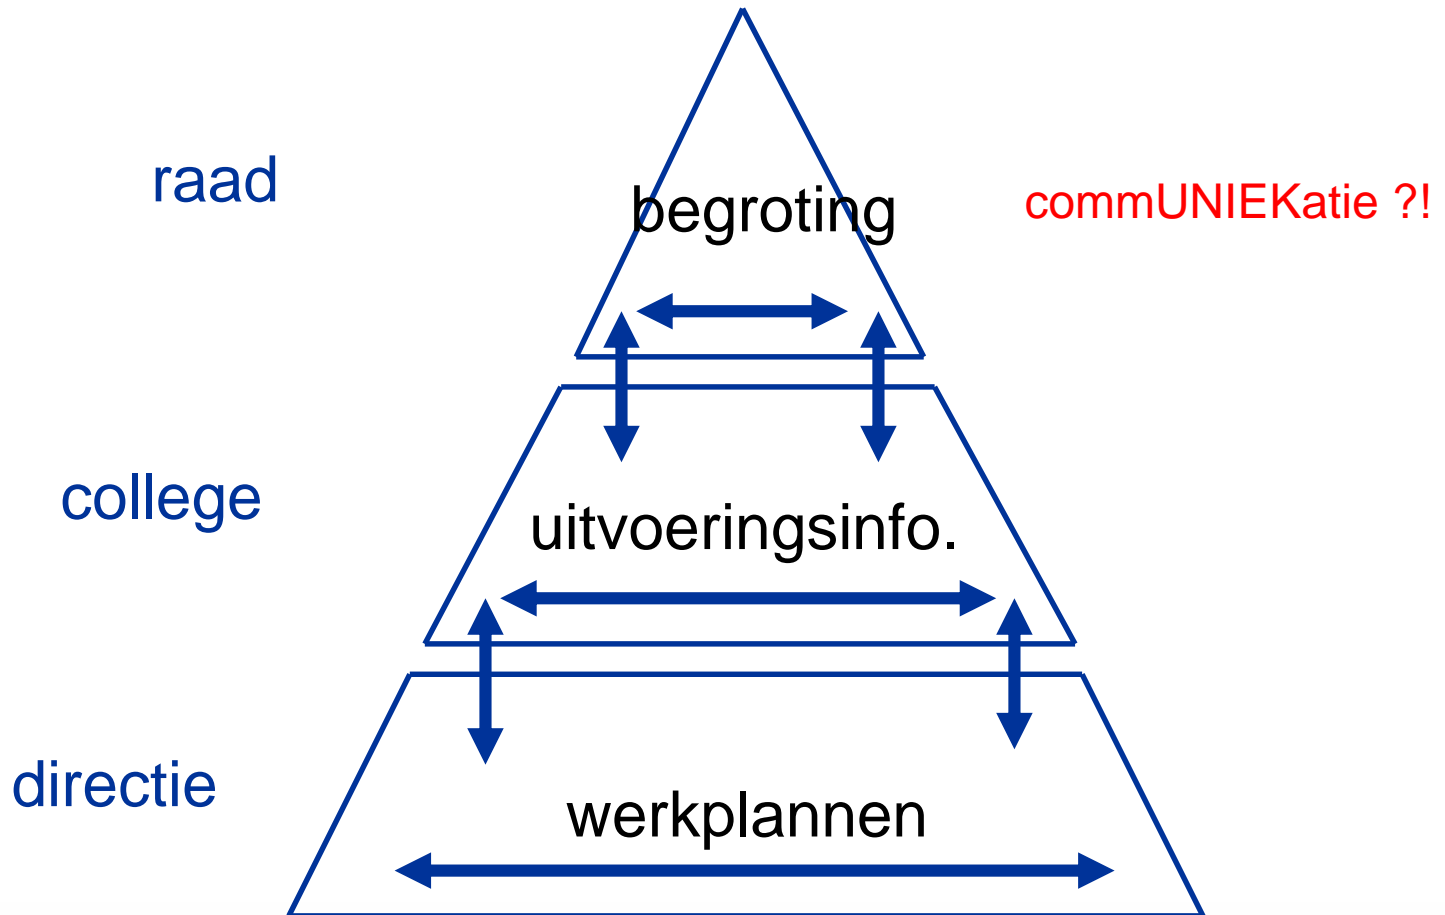 raad
begroting
commUNIEKatie ?!
college
uitvoeringsinfo.
directie
werkplannen